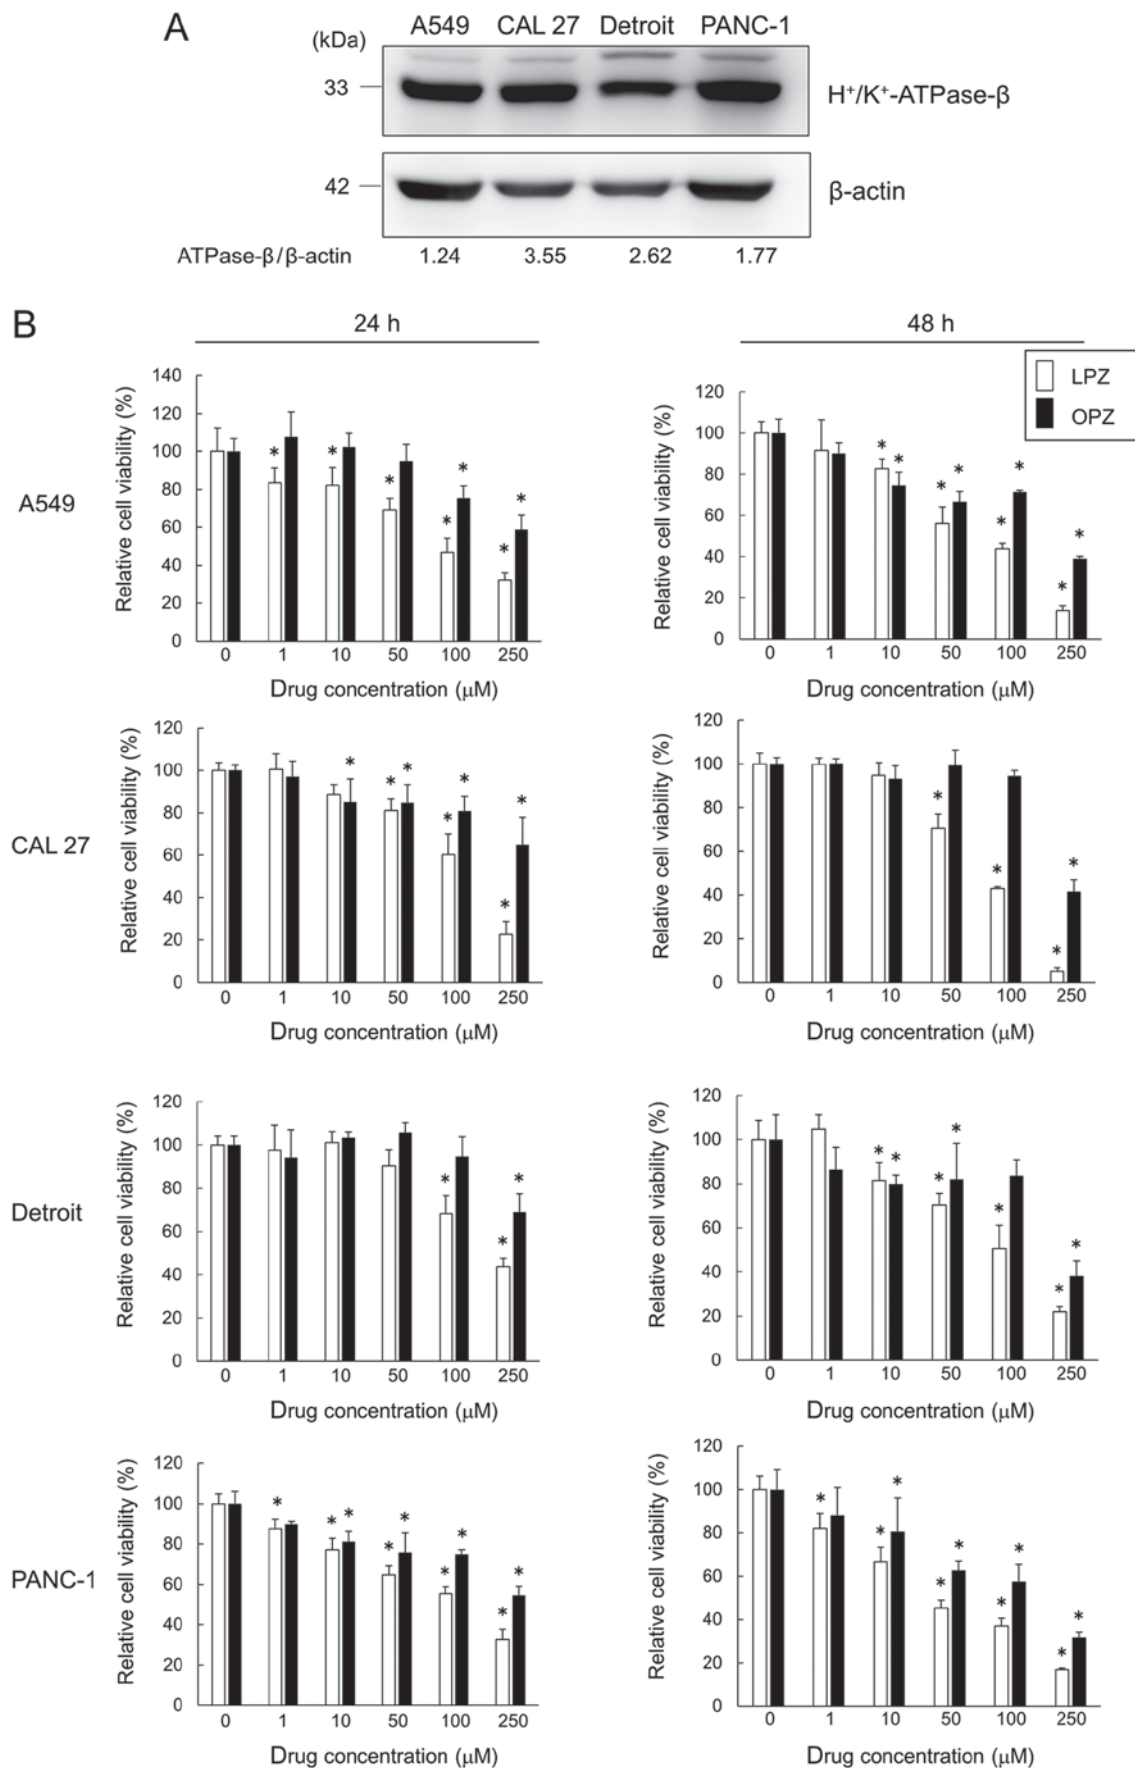 A
(kDa)
A549 CAL 27 Detroit PANC-1
33
H⁺/K⁺-ATPase-β
42
β-actin
ATPase-β/β-actin 1.24 3.55 2.62 1.77
B
24 h
48 h
LPZ
OPZ
A549
Relative cell viability (%)
140
120
100
80
60
40
20
0
0 1 10 50 100 250
Drug concentration (μM)
Relative cell viability (%)
120
100
80
60
40
20
0
0 1 10 50 100 250
Drug concentration (μM)
CAL 27
Relative cell viability (%)
120
100
80
60
40
20
0
0 1 10 50 100 250
Drug concentration (μM)
Relative cell viability (%)
120
100
80
60
40
20
0
0 1 10 50 100 250
Drug concentration (μM)
Detroit
Relative cell viability (%)
120
100
80
60
40
20
0
0 1 10 50 100 250
Drug concentration (μM)
Relative cell viability (%)
120
100
80
60
40
20
0
0 1 10 50 100 250
Drug concentration (μM)
PANC-1
Relative cell viability (%)
120
100
80
60
40
20
0
0 1 10 50 100 250
Drug concentration (μM)
Relative cell viability (%)
120
100
80
60
40
20
0
0 1 10 50 100 250
Drug concentration (μM)